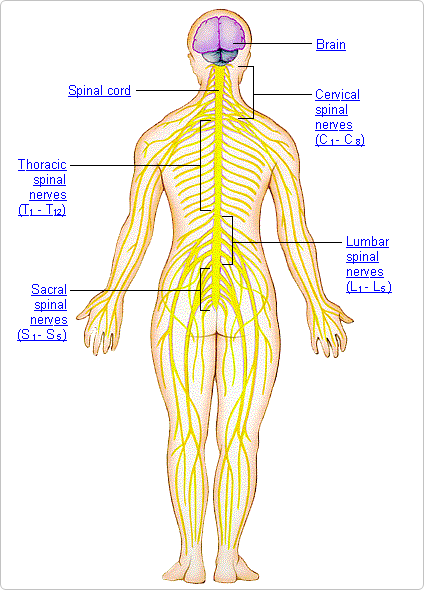 Brain
Spinal cord
Cervical
spinal
nerves
(C1 - C8)
Thoracic
spinal
nerves
(T1 - T12)
Lumbar
spinal
nerves
(L1 - L5)
Sacral
spinal
nerves
(S1 - S5)